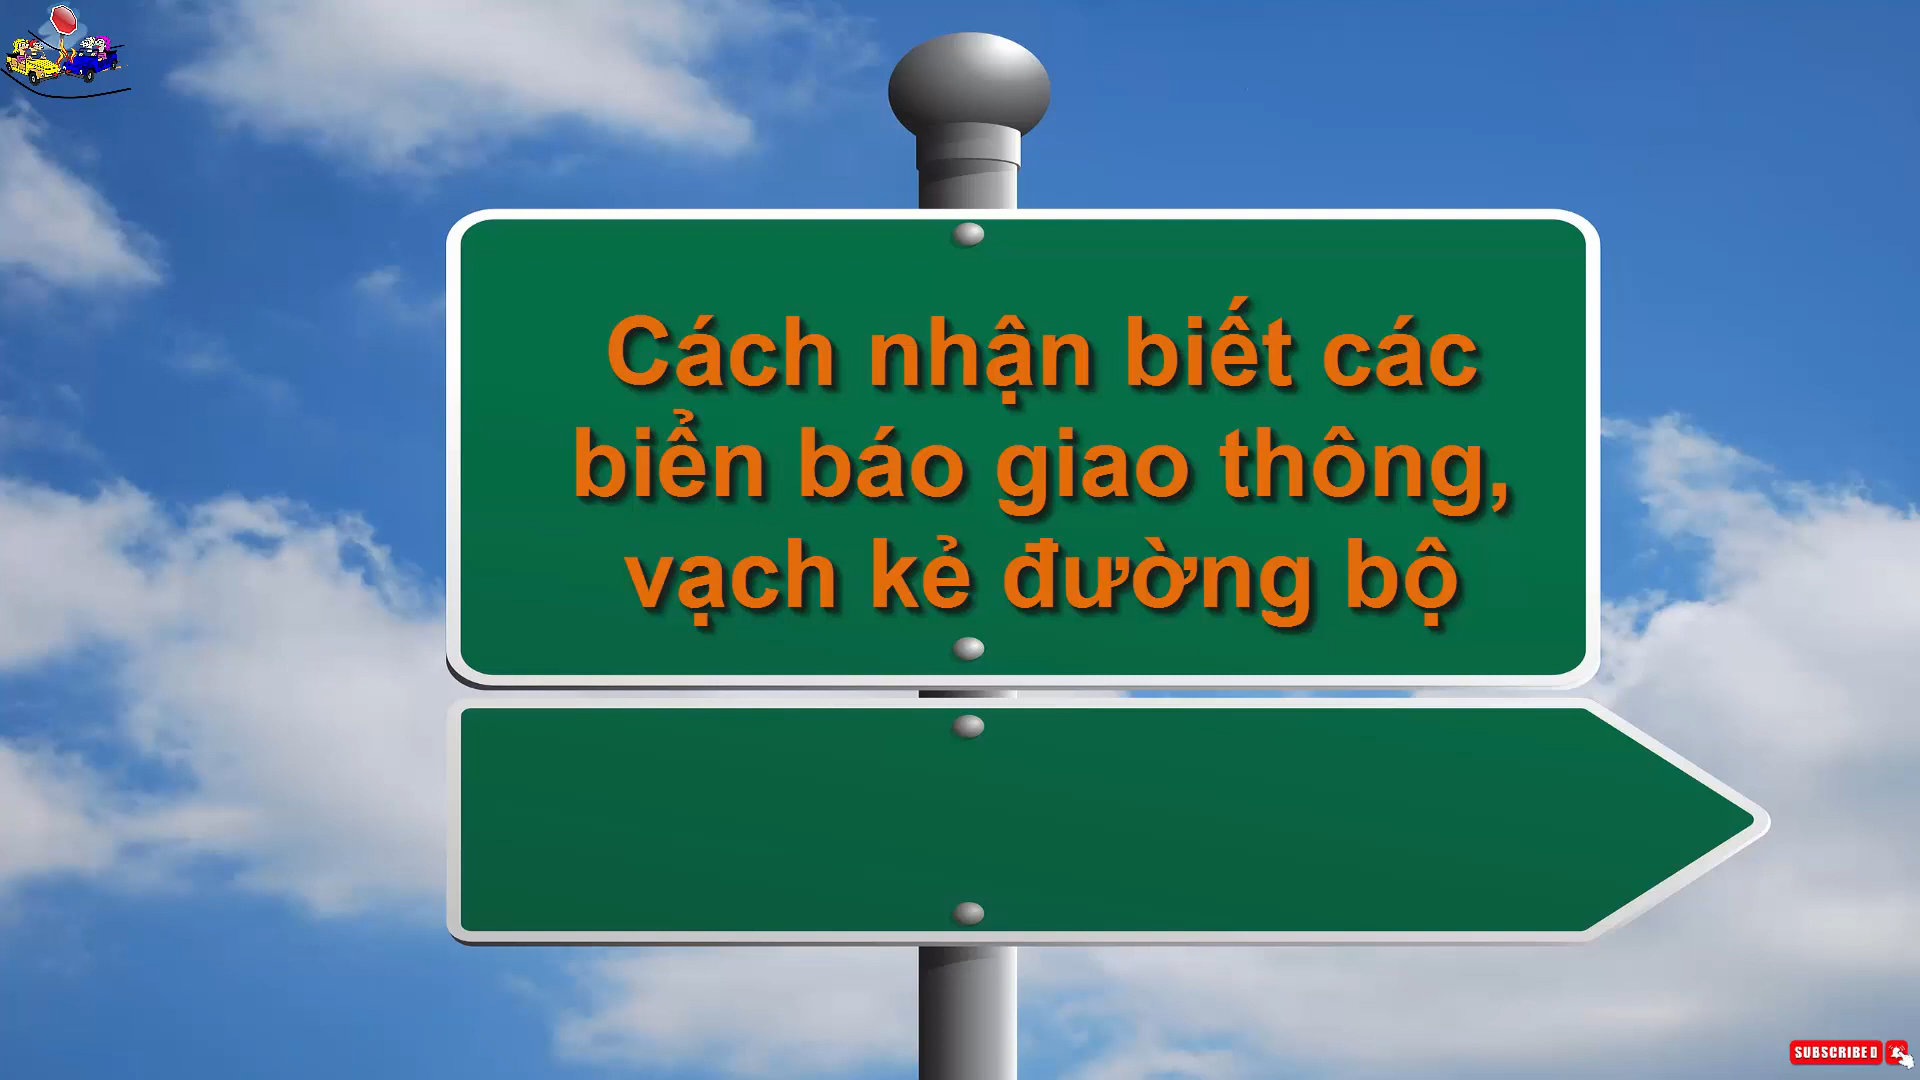 Cách nhận biết các
biển báo giao thông,
vạch kẻ đường bộ
SUBSCRIBED